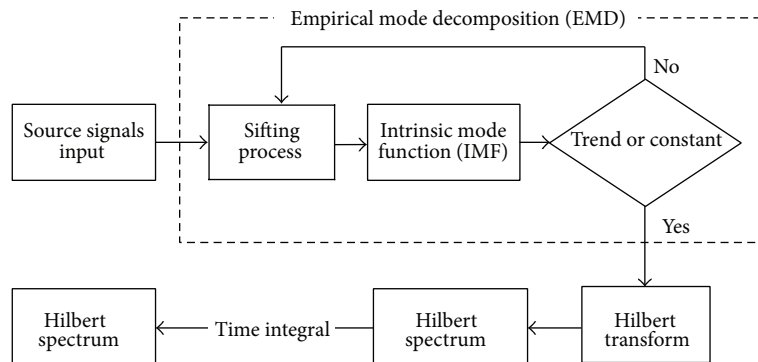 Empirical mode decomposition (EMD)
No
Source signals
input
Sifting
process
Intrinsic mode
function (IMF)
Trend or constant
Yes
Hilbert
spectrum
Time integral
Hilbert
spectrum
Hilbert
transform